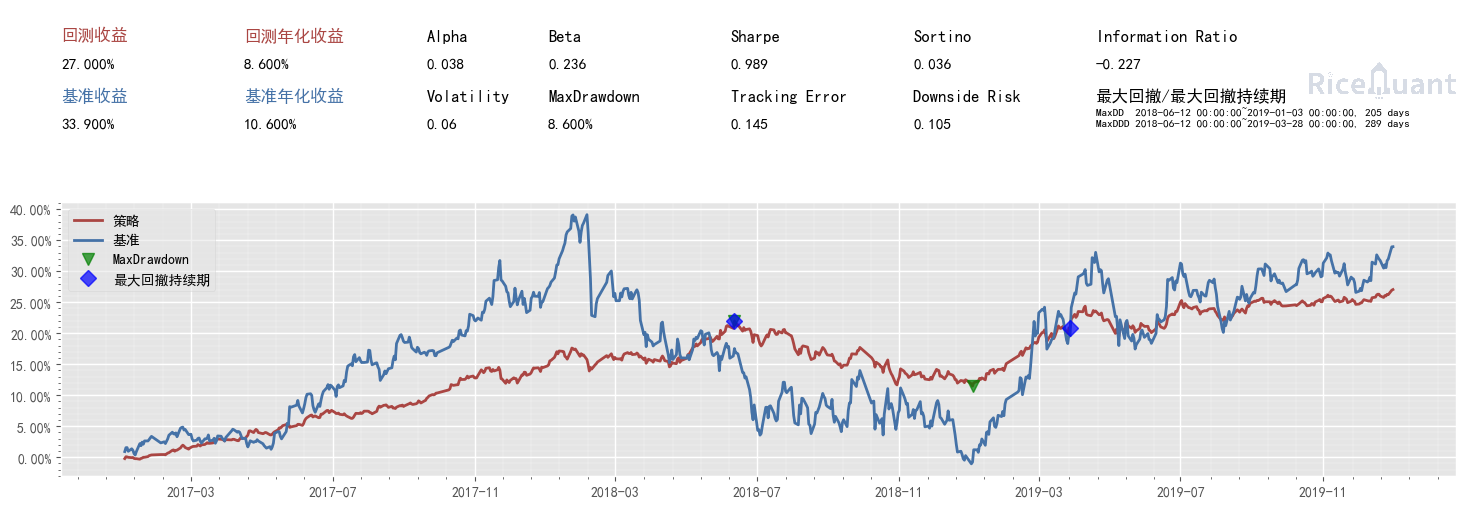 回测收益 回测年化收益 Alpha Beta Sharpe Sortino Information Ratio
27.000% 8.600% 0.038 0.236 0.989 0.036 -0.227
RiceQuant
基准收益 基准年化收益 Volatility MaxDrawdown Tracking Error Downside Risk 最大回撤/最大回撤持续期
33.900% 10.600% 0.06 8.600% 0.145 0.105
MaxDD 2018-06-12 00:00:00~2019-01-03 00:00:00, 205 days
MaxDDD 2018-06-12 00:00:00~2019-03-28 00:00:00, 289 days
40.00%
35.00%
30.00%
25.00%
20.00%
15.00%
10.00%
5.00%
0.00%
策略
基准
MaxDrawdown
最大回撤持续期
2017-03 2017-07 2017-11 2018-03 2018-07 2018-11 2019-03 2019-07 2019-11